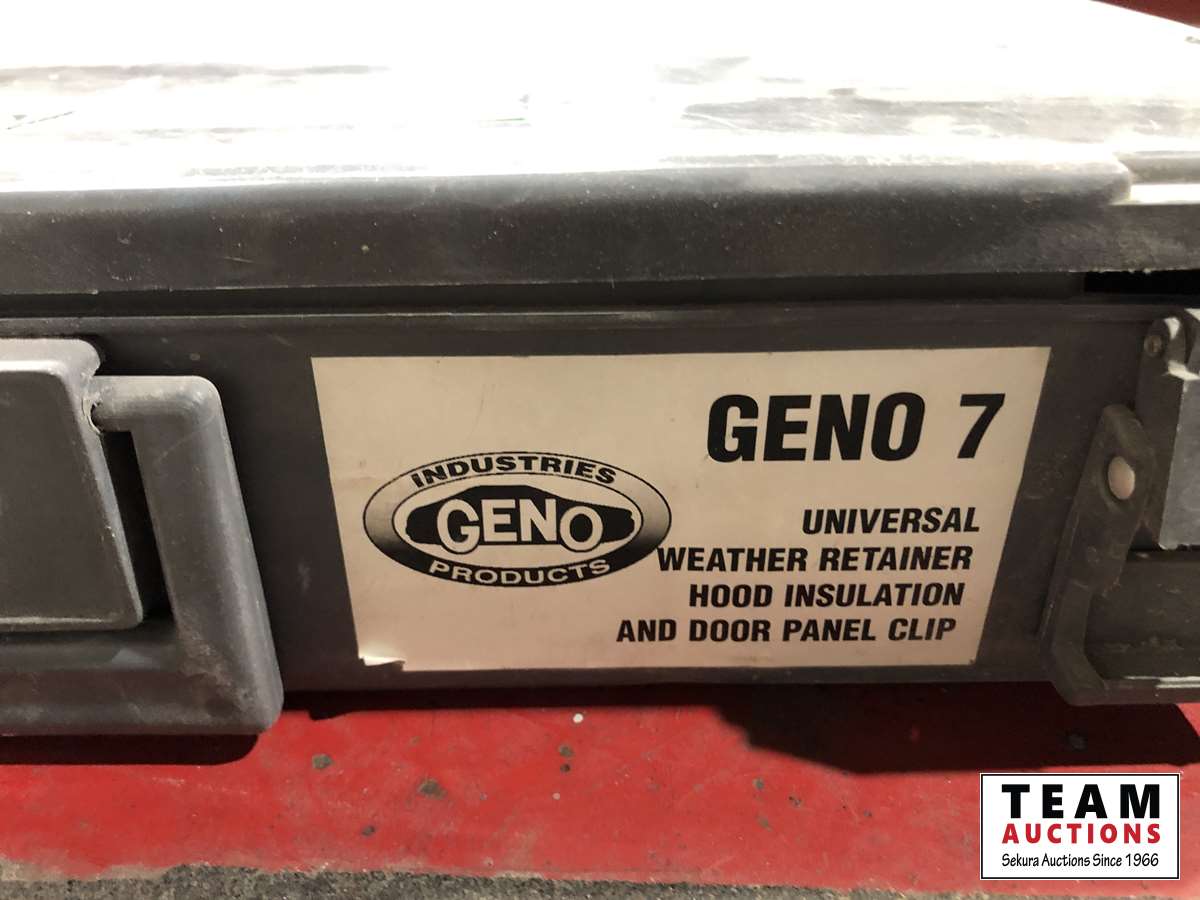 GENO 7
INDUSTRIES
GENO
PRODUCTS
UNIVERSAL
WEATHER RETAINER
HOOD INSULATION
AND DOOR PANEL CLIP
TEAM
AUCTIONS
Sekura Auctions Since 1966